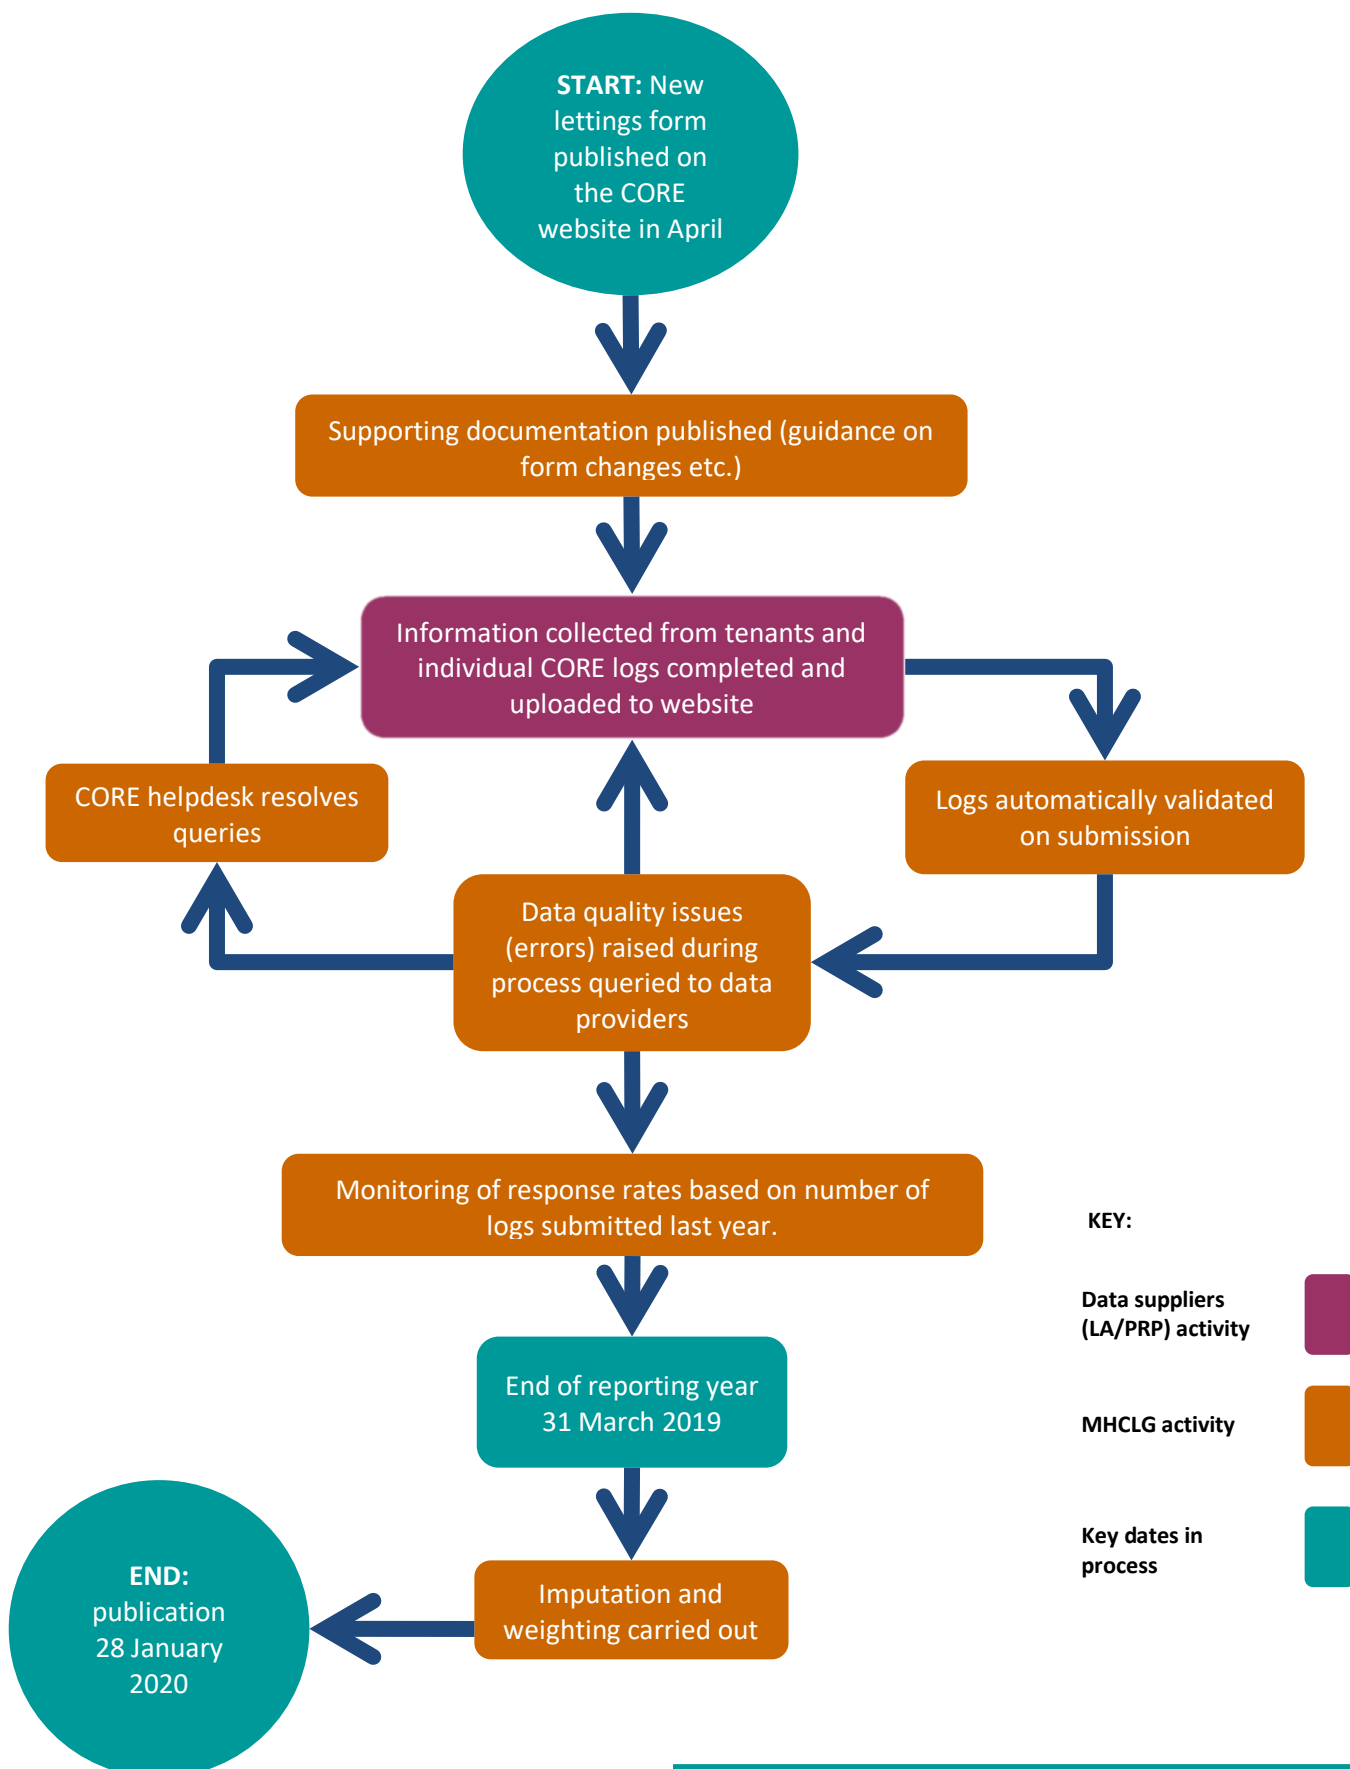 START: New
lettings form
published on
the CORE
website in April
Supporting documentation published (guidance on
form changes etc.)
Information collected from tenants and
individual CORE logs completed and
uploaded to website
CORE helpdesk resolves
queries
Logs automatically validated
on submission
Data quality issues
(errors) raised during
process queried to data
providers
Monitoring of response rates based on number of
logs submitted last year.
KEY:
Data suppliers
(LA/PRP) activity
End of reporting year
31 March 2019
MHCLG activity
Key dates in
process
Imputation and
weighting carried out
END:
publication
28 January
2020